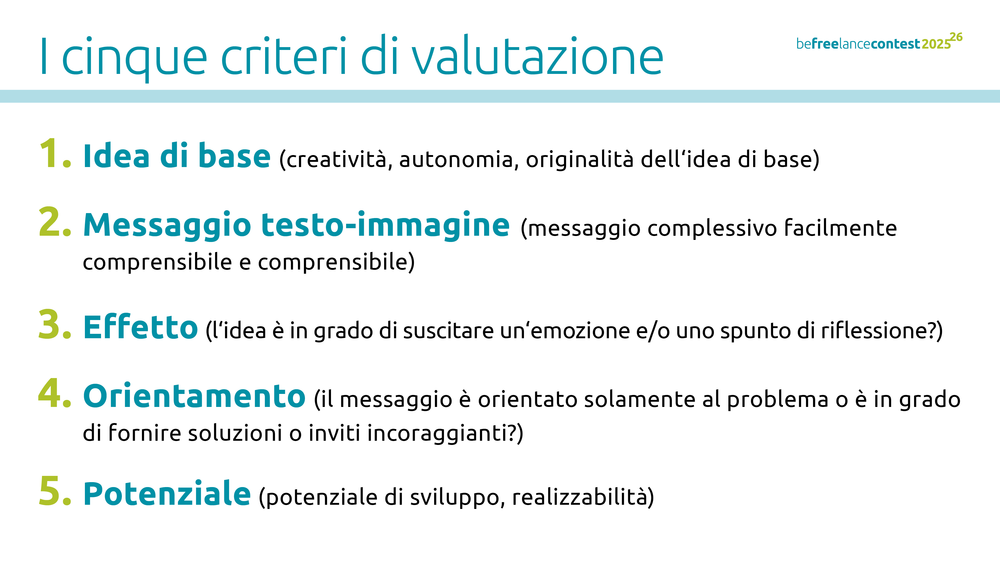 I cinque criteri di valutazione
befreelancecontest 2025 26
1. Idea di base (creatività, autonomia, originalità dell‘idea di base)
2. Messaggio testo-immagine (messaggio complessivo facilmente
comprensibile e comprensibile)
3. Effetto (l‘idea è in grado di suscitare un‘emozione e/o uno spunto di riflessione?)
4. Orientamento (il messaggio è orientato solamente al problema o è in grado
di fornire soluzioni o inviti incoraggianti?)
5. Potenziale (potenziale di sviluppo, realizzabilità)